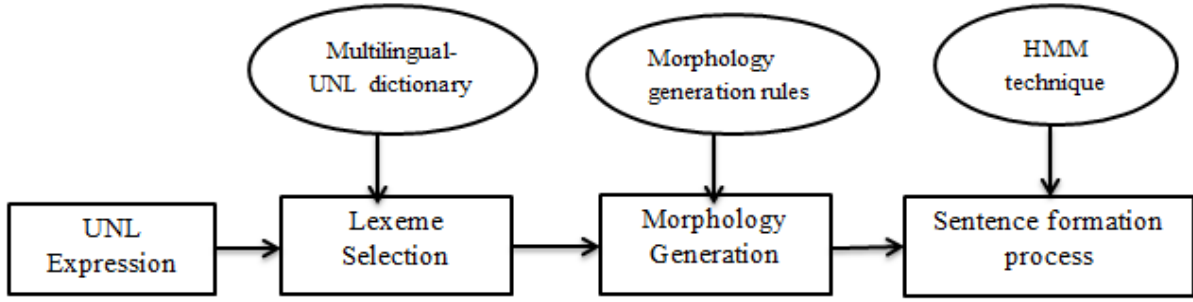 Multilingual-
UNL dictionary
Morphology
generation rules
HMM
technique
UNL
Expression
Lexeme
Selection
Morphology
Generation
Sentence formation
process